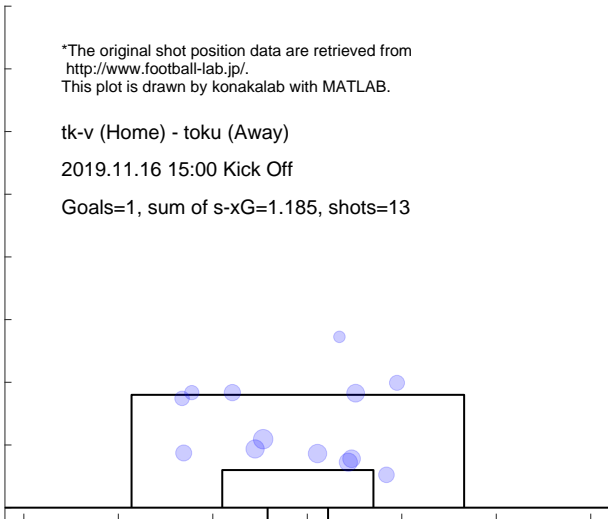 *The original shot position data are retrieved from
http://www.football-lab.jp/.
This plot is drawn by konakalab with MATLAB.
tk-v (Home) - toku (Away)
2019.11.16 15:00 Kick Off
Goals=1, sum of s-xG=1.185, shots=13